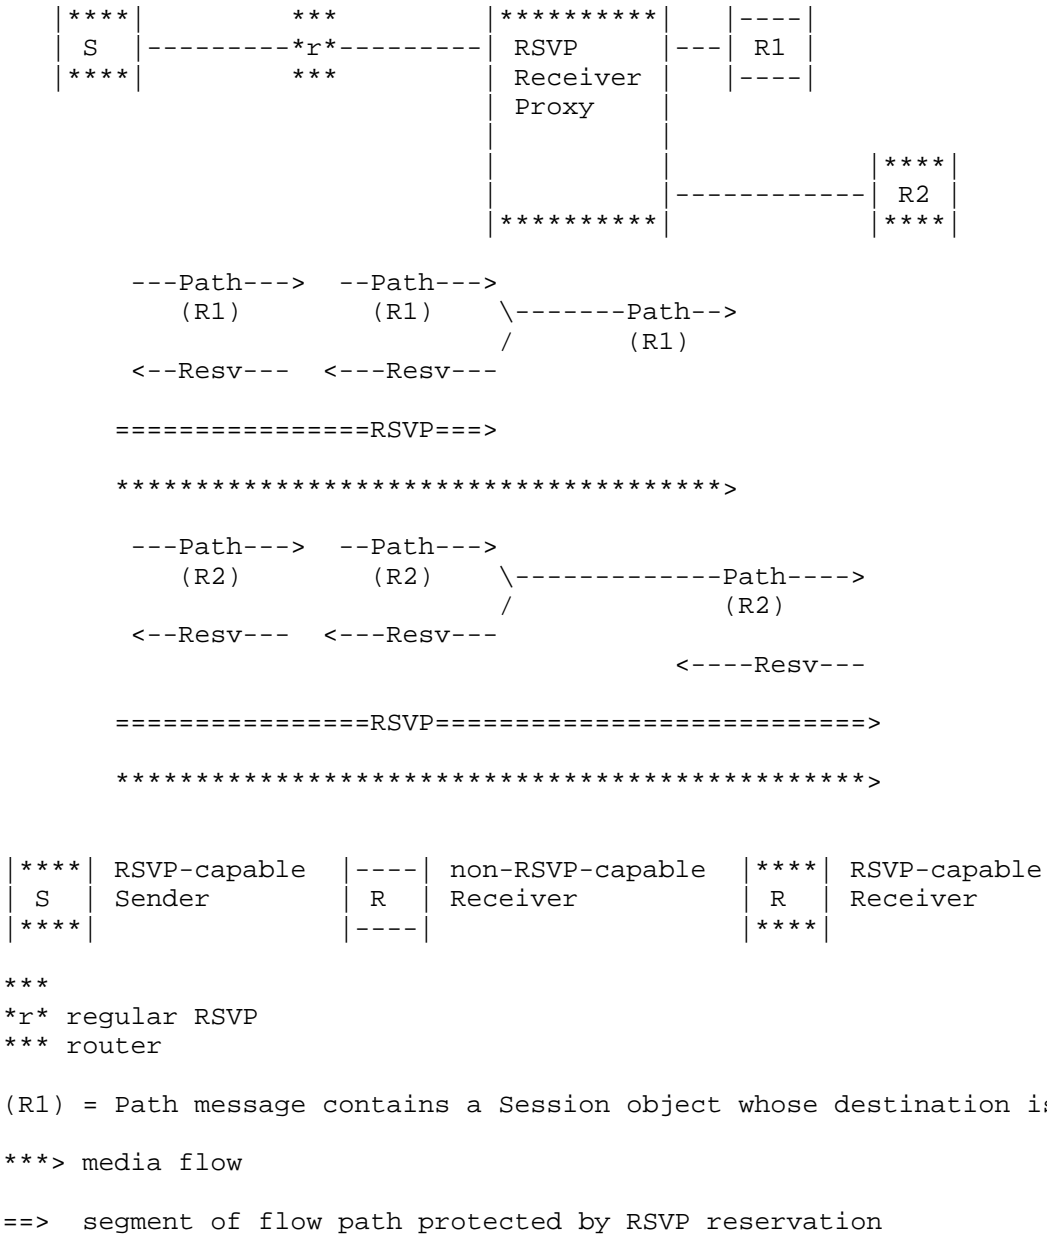 |****|         ***         |**********|   |----|
| S  |---------*r*---------| RSVP     |---| R1 |
|****|         ***         | Receiver |   |----|
                           | Proxy    |
                           |          |
                           |          |            |****|
                           |          |------------| R2 |
                           |**********|            |****|
---Path--->  --Path--->
   (R1)        (R1)    \-------Path-->
                       /       (R1)
<--Resv---  <---Resv---
================RSVP===>
**************************************>
---Path--->  --Path--->
   (R2)        (R2)    \-------------Path---->
                       /             (R2)
<--Resv---  <---Resv---
                                  <----Resv---
================RSVP===========================>
***********************************************>
|****| RSVP-capable  |----| non-RSVP-capable  |****| RSVP-capable
| S  | Sender        | R  | Receiver          | R  | Receiver
|****|               |----|                   |****|
***
*r* regular RSVP
*** router
(R1) = Path message contains a Session object whose destination is
***> media flow
==>  segment of flow path protected by RSVP reservation